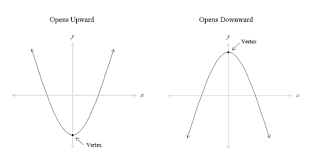 Opens Upward
y
x
Vertex
Opens Downward
y
Vertex
x